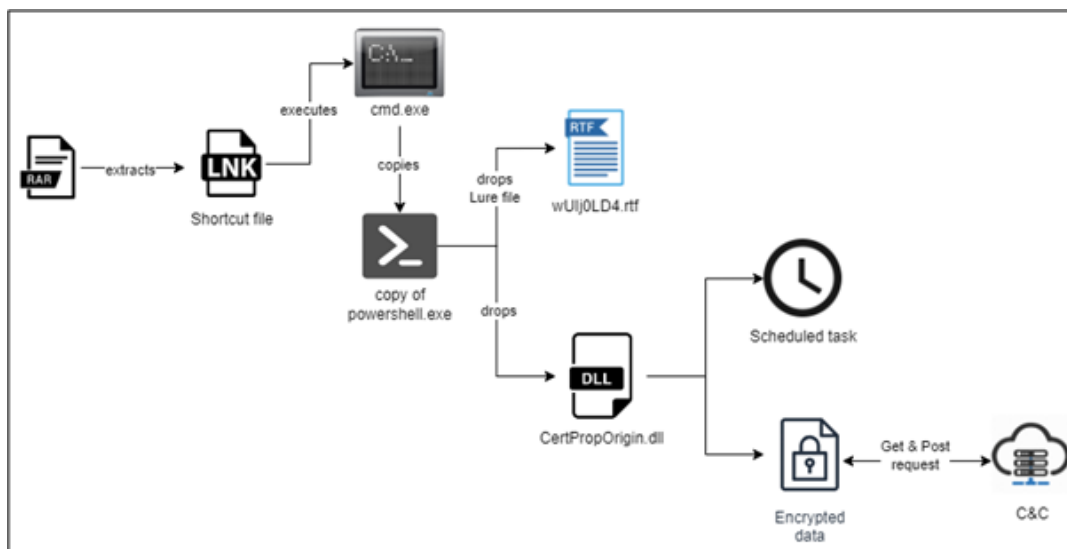 C:\_
cmd.exe
executes
RAR
extracts
LNK
Shortcut file
copies
copy of
powershell.exe
drops
Lure file
RTF
wUIj0LD4.rtf
drops
DLL
CertPropOrigin.dll
Scheduled task
Encrypted
data
Get & Post
request
C&C